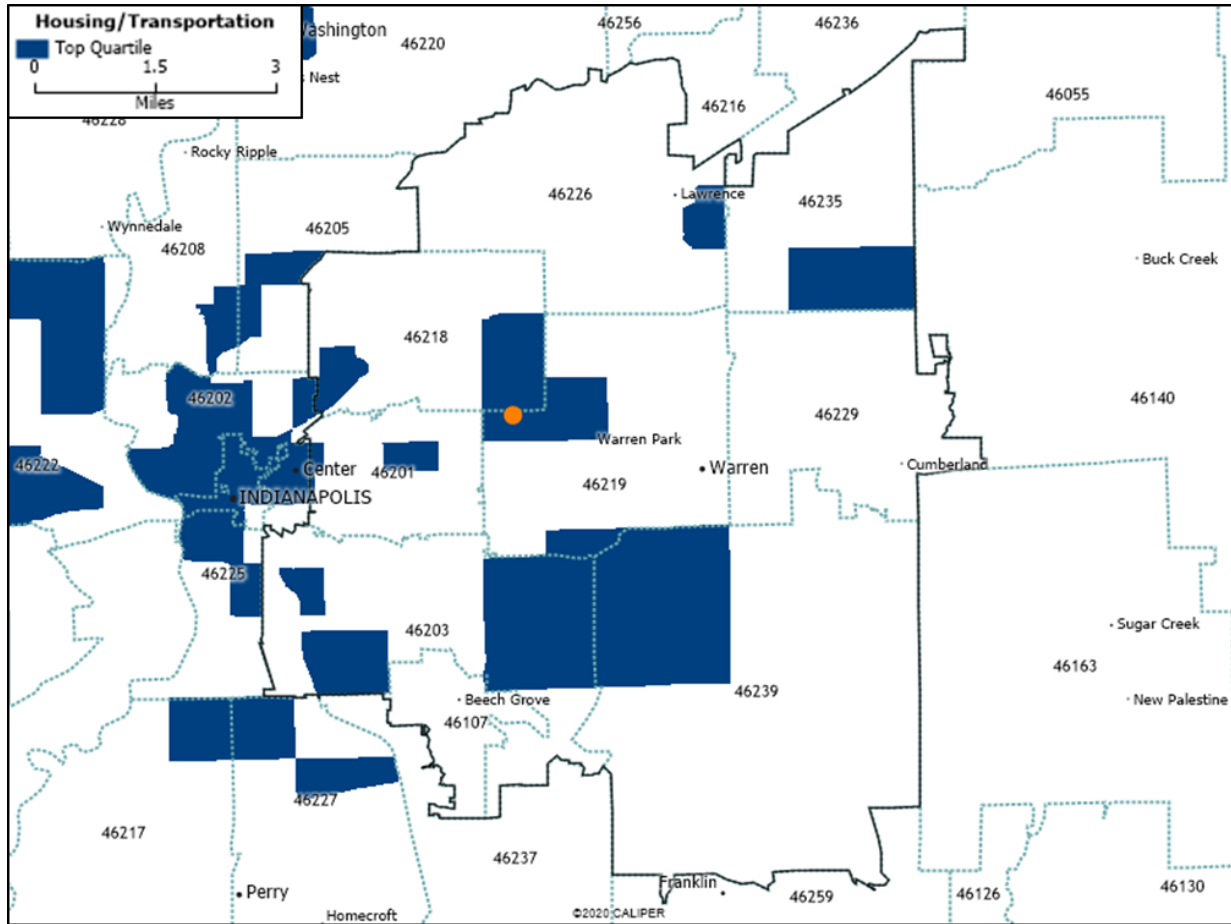 Housing/Transportation
Top Quartile
0 1.5 3
Miles
Washington
s Nest
46256
46236
46220
46216
46055
46228
Rocky Ripple
46226
Lawrence
46235
Wynnedale
46208
46205
Buck Creek
46218
46202
46229
46140
46222
Center
46201
Warren Park
Warren
Cumberland
46219
INDIANAPOLIS
46225
46203
Sugar Creek
46163
46239
Beech Grove
New Palestine
46107
46227
46217
46237
Perry
Franklin
46259
46126
46130
Homecroft
©2020 CALIPER